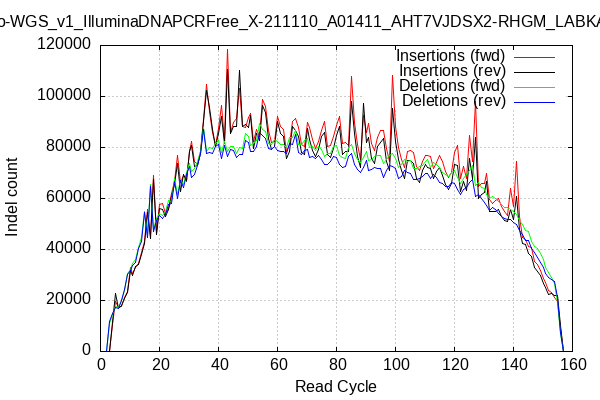 o-WGS_v1_IlluminaDNAPCRFree_X-211110_A01411_AHT7VJDSX2-RHGM_LABKA
Insertions (fwd)
Insertions (rev)
Deletions (fwd)
Deletions (rev)
120000
100000
80000
60000
40000
20000
0
Indel count
0 20 40 60 80 100 120 140 160
Read Cycle